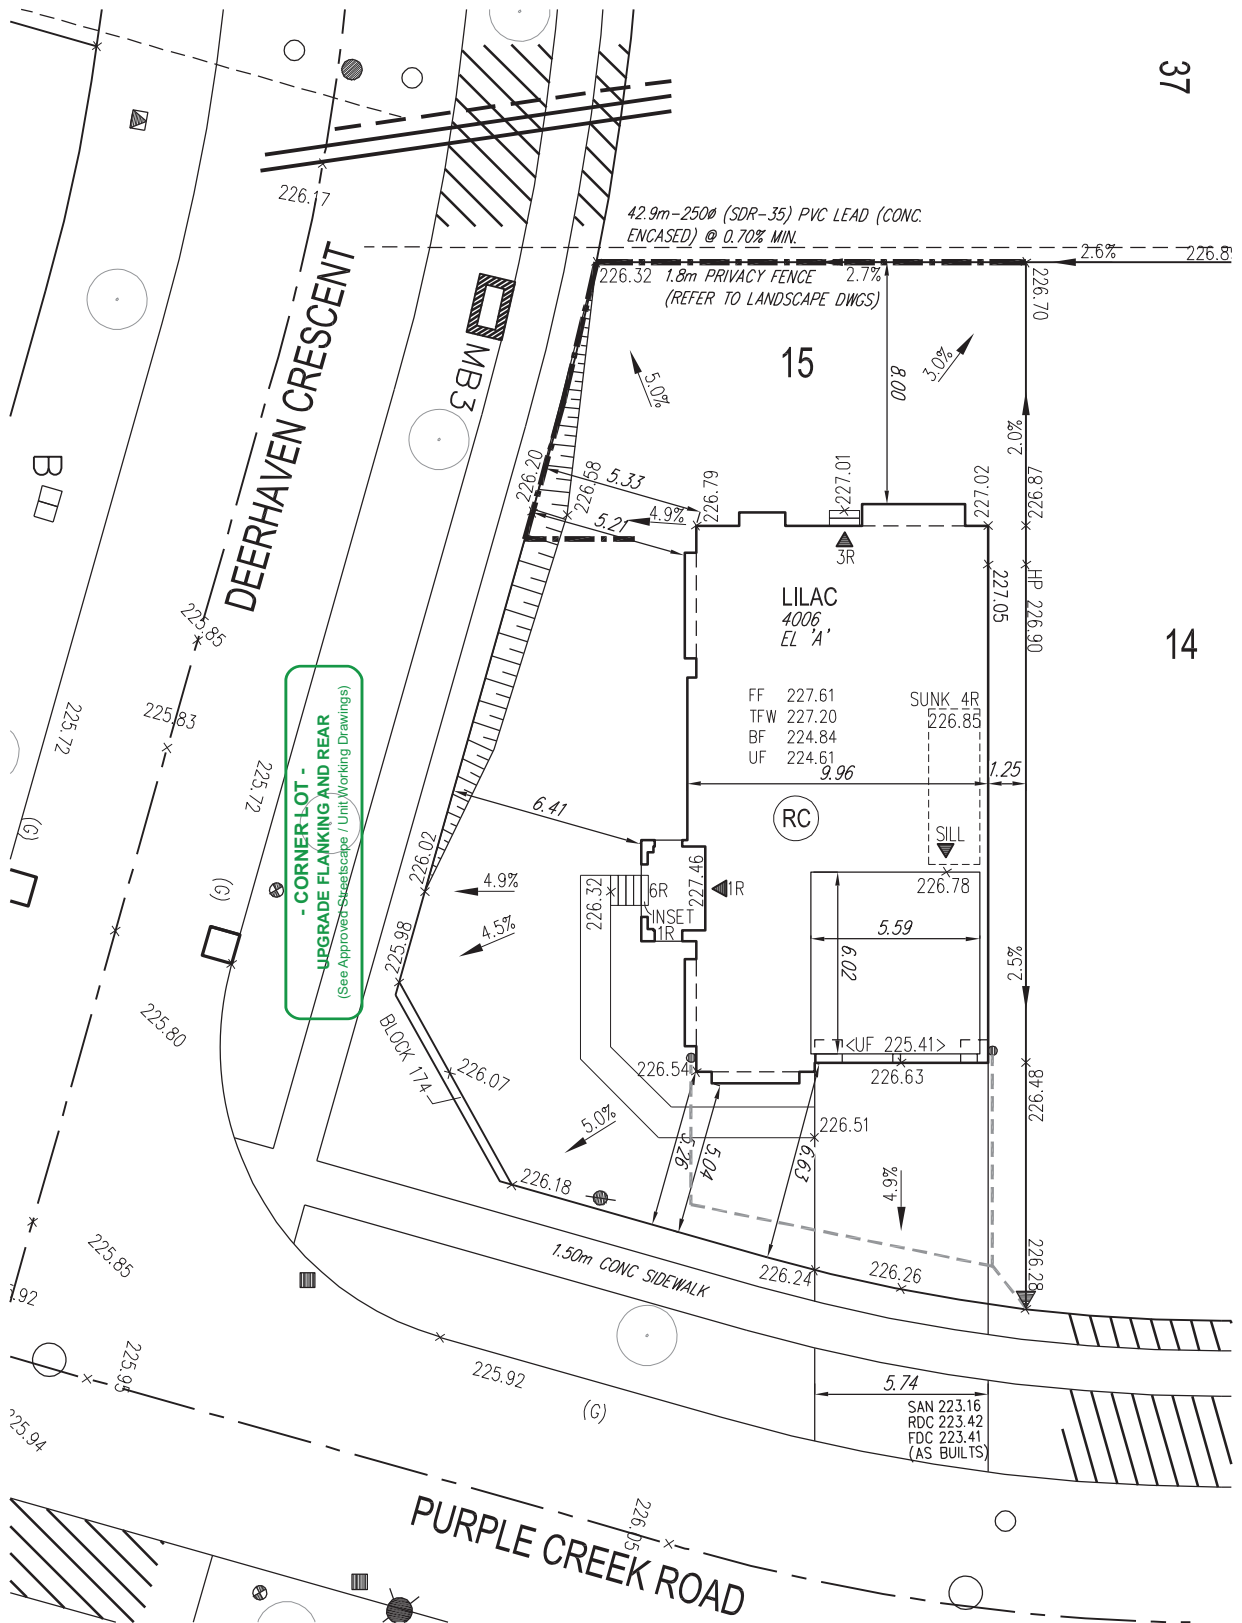 37
226.17
42.9m-250ø (SDR-35) PVC LEAD (CONC.
ENCASED) @ 0.70% MIN.
2.6%
226.32
1.8m PRIVACY FENCE
(REFER TO LANDSCAPE DWGS)
2.7%
226.70
DEERHAVEN CRESCENT
MB3
15
5.0%
8.00
3.0%
2.0%
B
226.20
226.58
5.33
5.21
4.9%
226.79
227.01
3R
227.02
226.87
227.05
HP 226.90
LILAC
4006
EL 'A'
14
225.85
225.83
225.72
225.72
FF 227.61
TFW 227.20
BF 224.84
UF 224.61
SUNK 4R
226.85
9.96
1.25
RC
SILL
226.78
- CORNER LOT -
UPGRADE FLANKING AND REAR
(See Approved Streetscape / Unit Working Drawings)
6.41
226.02
(G)
(G)
4.9%
4.5%
226.32
6R
INSET
1R
227.46
1R
5.59
6.02
2.5%
225.98
225.80
BLOCK 174
226.07
<UF 225.41>
226.54
226.63
226.48
226.51
5.0%
5.26
5.04
6.63
4.9%
226.18
226.28
225.85
1.50m CONC SIDEWALK
226.24
226.26
225.95
225.92
(G)
5.74
SAN 223.16
RDC 223.42
FDC 223.41
(AS BUILTS)
225.94
226.05
PURPLE CREEK ROAD